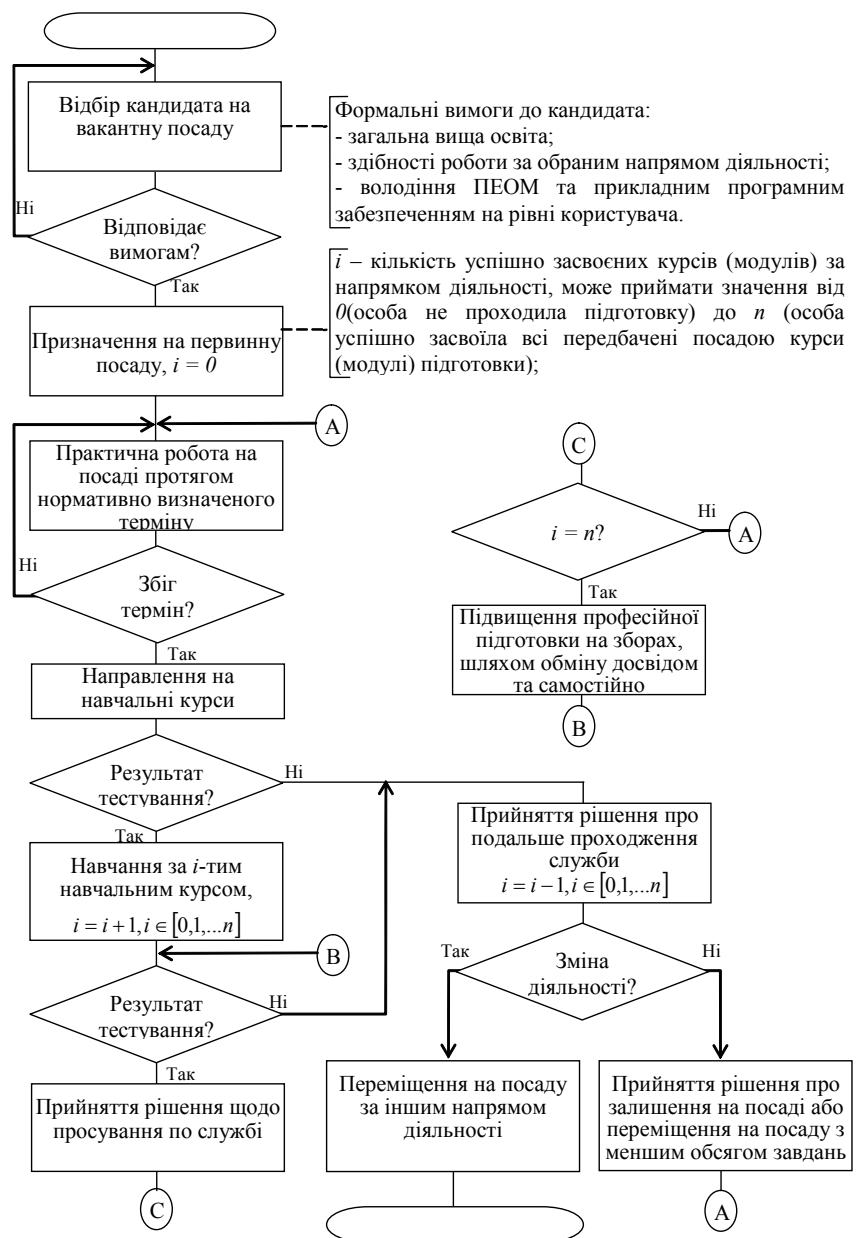 Відбір кандидата на
вакантну посаду
Формальні вимоги до кандидата:
- загальна вища освіта;
- здібності роботи за обраним напрямом діяльності;
- володіння ПЕОМ та прикладним програмним
забезпеченням на рівні користувача.
Ні
Відповідає
вимогам?
Так
i – кількість успішно засвоєних курсів (модулів) за
напрямком діяльності, може приймати значення від
0(особа не проходила підготовку) до n (особа
успішно засвоїла всі передбачені посадою курси
(модулі) підготовки);
Призначення на первинну
посаду, i = 0
A
Практична робота на
посаді протягом
нормативно визначеного
терміну
Ні
Збіг
термін?
Так
Направлення на
навчальні курси
C
i = n?
Ні
A
Так
Підвищення професійної
підготовки на зборах,
шляхом обміну досвідом
та самостійно
B
Результат
тестування?
Ні
Так
Навчання за i-тим
навчальним курсом,
i = i + 1, i ∈ [0,1,...n]
B
Результат
тестування?
Ні
Так
Прийняття рішення щодо
просування по службі
C
Прийняття рішення про
подальше проходження
служби
i = i – 1, i ∈ [0,1,...n]
Так
Зміна
діяльності?
Ні
Переміщення на посаду
за іншим напрямом
діяльності
Прийняття рішення про
залишення на посаді або
переміщення на посаду з
меншим обсягом завдань
A